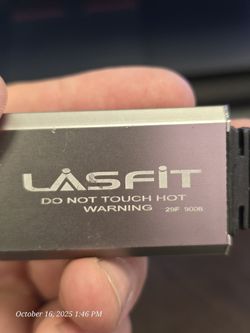 LASFIT
DO NOT TOUCH HOT
WARNING 29F 9006
October 16, 2025 1:46 PM